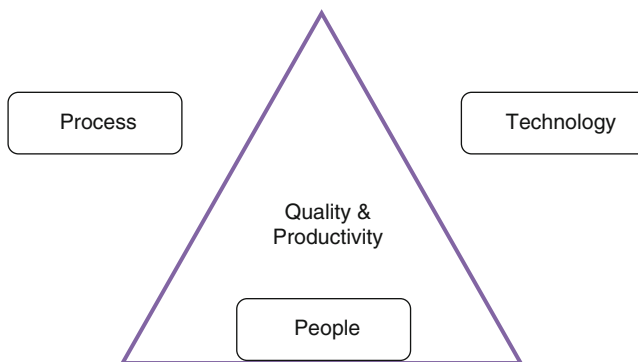 Process
Technology
Quality &
Productivity
People